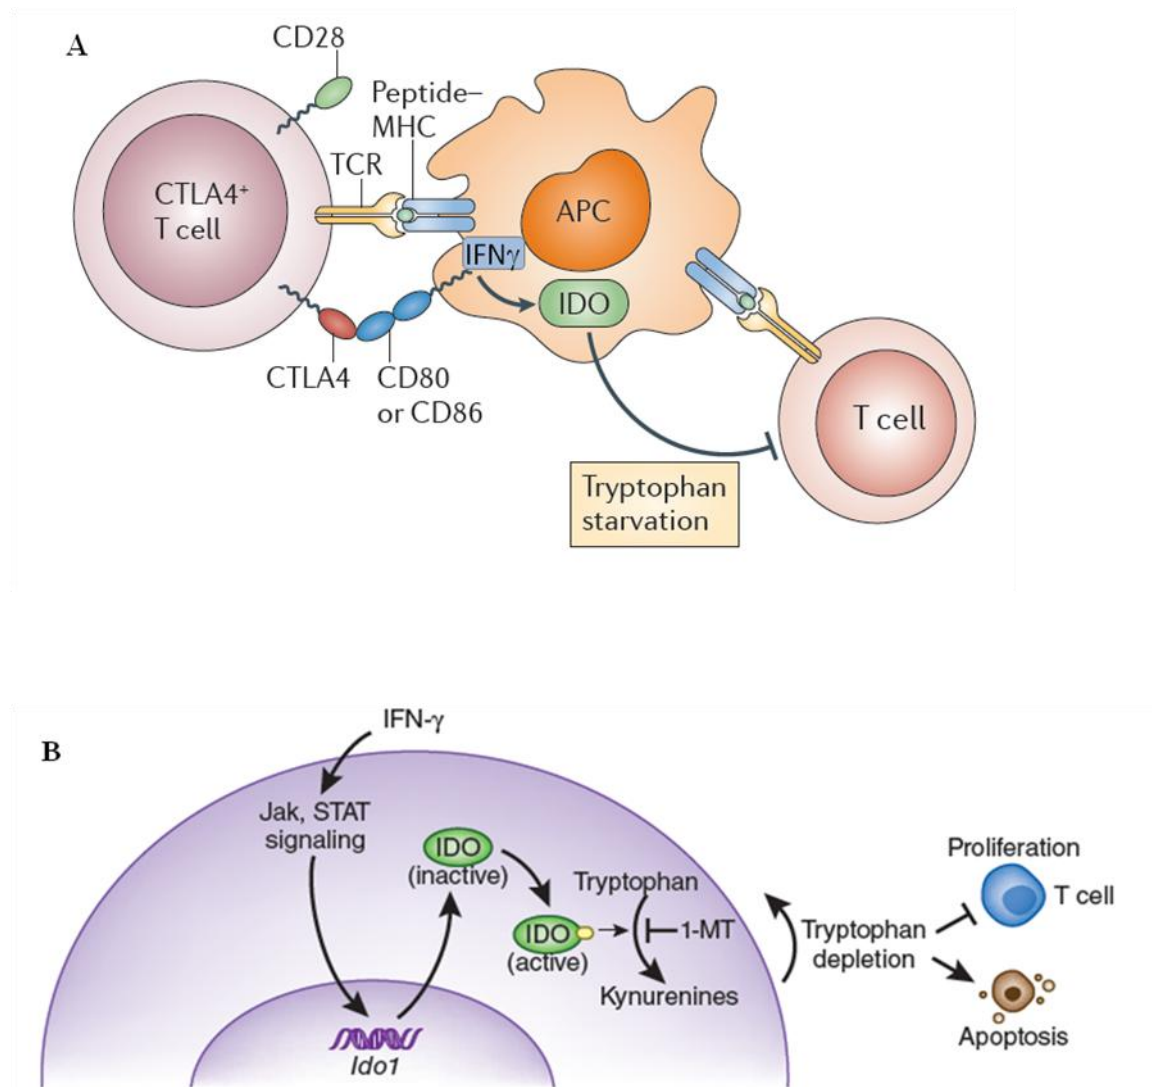 A
CD28
Peptide–
MHC
TCR
CTLA4⁺
T cell
APC
IFNγ
IDO
CTLA4
CD80
or CD86
T cell
Tryptophan
starvation
B
IFN-γ
Jak, STAT
signaling
IDO
(inactive)
Tryptophan
IDO
(active)
1-MT
Kynurenines
Ido1
Tryptophan
depletion
Proliferation
T cell
Apoptosis